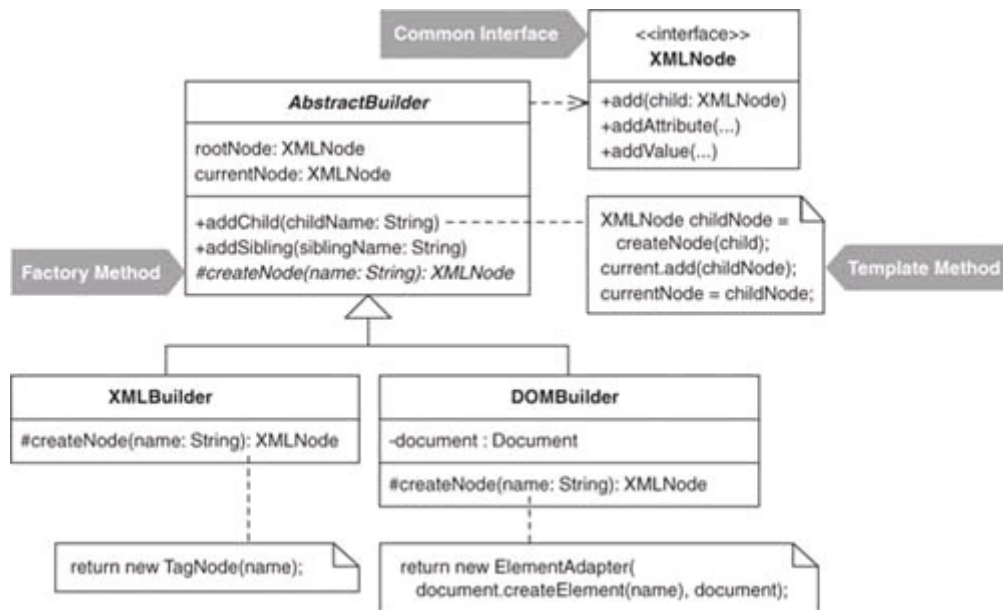 Common Interface
<<interface>>
XMLNode
+add(child: XMLNode)
+addAttribute(...)
+addValue(...)
AbstractBuilder
rootNode: XMLNode
currentNode: XMLNode
+addChild(childName: String)
+addSibling(siblingName: String)
#createNode(name: String): XMLNode
Factory Method
XMLNode childNode =
createNode(child);
current.add(childNode);
currentNode = childNode;
Template Method
XMLBuilder
#createNode(name: String): XMLNode
return new TagNode(name);
DOMBuilder
-document : Document
#createNode(name: String): XMLNode
return new ElementAdapter(
document.createElement(name), document);